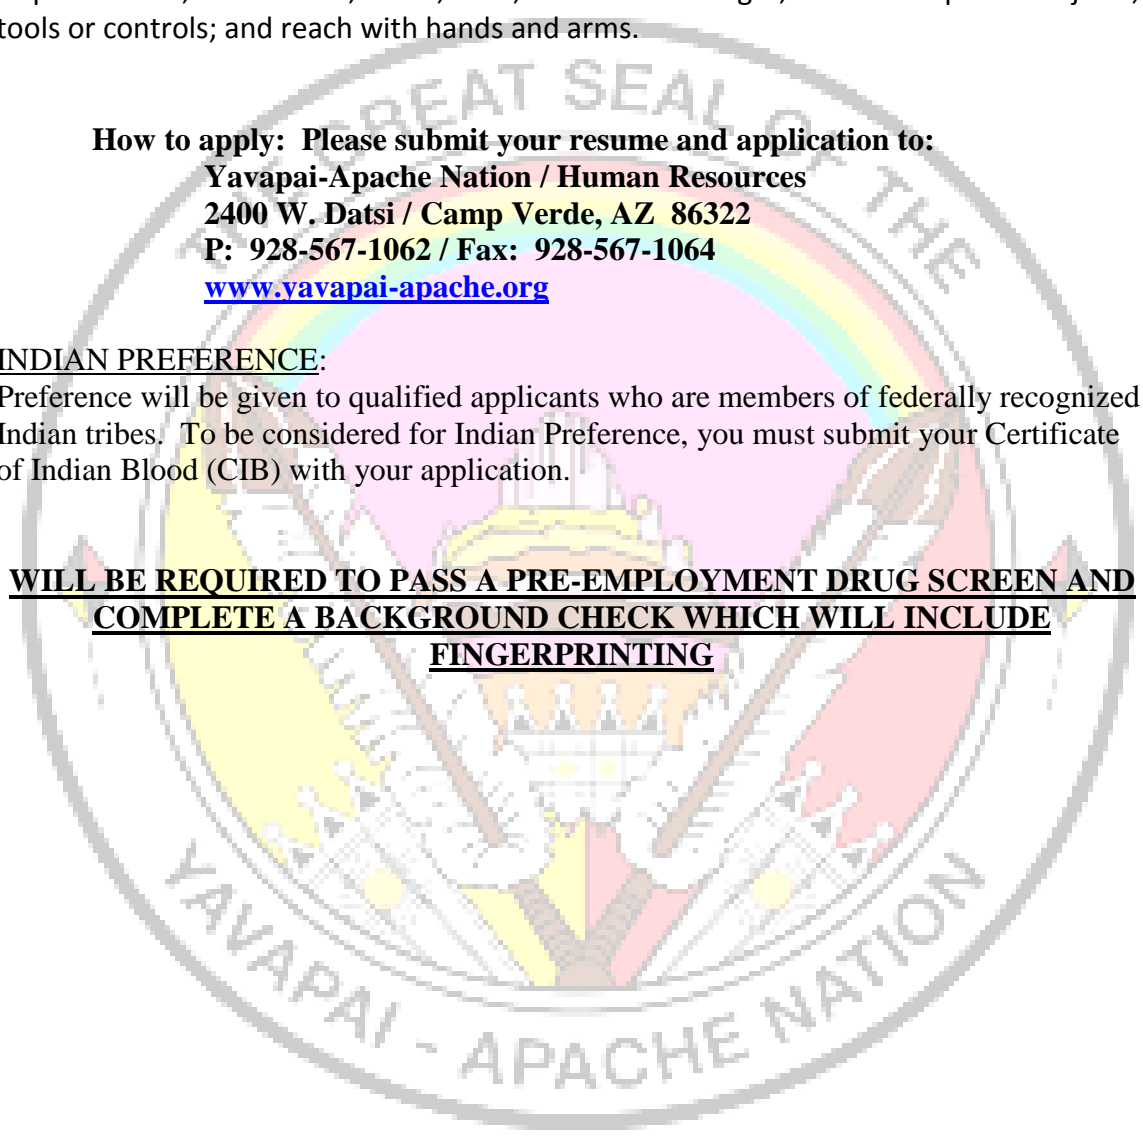 tools or controls; and reach with hands and arms.
How to apply:  Please submit your resume and application to:
Yavapai-Apache Nation / Human Resources
2400 W. Datsi / Camp Verde, AZ  86322
P:  928-567-1062 / Fax:  928-567-1064
www.yavapai-apache.org
INDIAN PREFERENCE:
Preference will be given to qualified applicants who are members of federally recognized
Indian tribes.  To be considered for Indian Preference, you must submit your Certificate
of Indian Blood (CIB) with your application.
WILL BE REQUIRED TO PASS A PRE-EMPLOYMENT DRUG SCREEN AND
COMPLETE A BACKGROUND CHECK WHICH WILL INCLUDE
FINGERPRINTING
GREAT SEAL OF THE
YAVAPAI - APACHE NATION